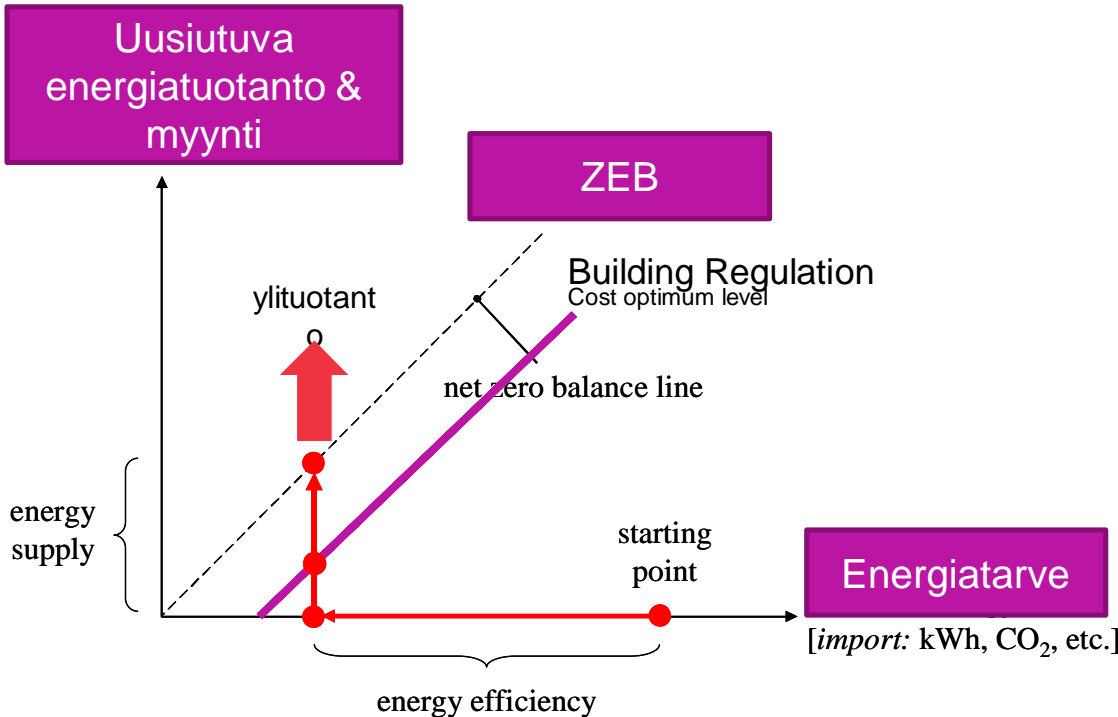 Uusiutuva
energiatuotanto &
myynti
ZEB
Building Regulation
Cost optimum level
ylituotant
o
net zero balance line
energy
supply
starting
point
Energiatarve
[import: kWh, CO₂, etc.]
energy efficiency